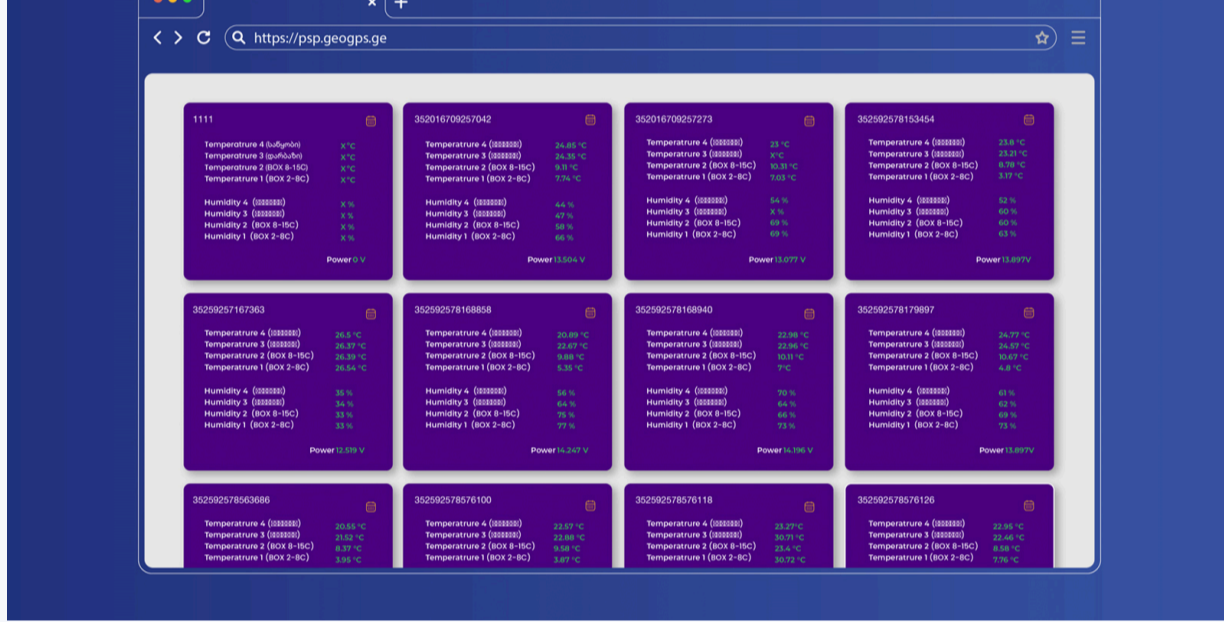 https://psp.geogps.ge
1111
Temperatrure 4 (საწყობი) X °C
Temperatrure 3 (დარბაზი) X °C
Temperatrure 2 (BOX 8-15C) X °C
Temperatrure 1 (BOX 2-8C) X °C
Humidity 4 X %
Humidity 3 X %
Humidity 2 (BOX 8-15C) X %
Humidity 1 (BOX 2-8C) X %
Power 0 V
352016709257042
Temperatrure 4 24.85 °C
Temperatrure 3 24.35 °C
Temperatrure 2 (BOX 8-15C) 9.11 °C
Temperatrure 1 (BOX 2-8C) 7.74 °C
Humidity 4 44 %
Humidity 3 47 %
Humidity 2 (BOX 8-15C) 58 %
Humidity 1 (BOX 2-8C) 66 %
Power 13.504 V
352016709257273
Temperatrure 4 23 °C
Temperatrure 3 X°C
Temperatrure 2 (BOX 8-15C) 10.31 °C
Temperatrure 1 (BOX 2-8C) 7.03 °C
Humidity 4 54 %
Humidity 3 X %
Humidity 2 (BOX 8-15C) 69 %
Humidity 1 (BOX 2-8C) 69 %
Power 13.077 V
352592578153454
Temperatrure 4 23.8 °C
Temperatrure 3 23.21 °C
Temperatrure 2 (BOX 8-15C) 8.78 °C
Temperatrure 1 (BOX 2-8C) 3.17 °C
Humidity 4 52 %
Humidity 3 60 %
Humidity 2 (BOX 8-15C) 60 %
Humidity 1 (BOX 2-8C) 63 %
Power 13.897V
35259257167363
Temperatrure 4 26.5 °C
Temperatrure 3 26.37 °C
Temperatrure 2 (BOX 8-15C) 26.39 °C
Temperatrure 1 (BOX 2-8C) 26.54 °C
Humidity 4 35 %
Humidity 3 34 %
Humidity 2 (BOX 8-15C) 33 %
Humidity 1 (BOX 2-8C) 33 %
Power 12.519 V
352592578168858
Temperatrure 4 20.89 °C
Temperatrure 3 22.67 °C
Temperatrure 2 (BOX 8-15C) 9.88 °C
Temperatrure 1 (BOX 2-8C) 5.35 °C
Humidity 4 56 %
Humidity 3 64 %
Humidity 2 (BOX 8-15C) 75 %
Humidity 1 (BOX 2-8C) 77 %
Power 14.247 V
352592578168940
Temperatrure 4 22.98 °C
Temperatrure 3 22.96 °C
Temperatrure 2 (BOX 8-15C) 10.11 °C
Temperatrure 1 (BOX 2-8C) 7°C
Humidity 4 70 %
Humidity 3 64 %
Humidity 2 (BOX 8-15C) 66 %
Humidity 1 (BOX 2-8C) 73 %
Power 14.196 V
352592578179897
Temperatrure 4 24.77 °C
Temperatrure 3 24.57 °C
Temperatrure 2 (BOX 8-15C) 10.67 °C
Temperatrure 1 (BOX 2-8C) 4.8 °C
Humidity 4 61 %
Humidity 3 62 %
Humidity 2 (BOX 8-15C) 69 %
Humidity 1 (BOX 2-8C) 73 %
Power 13.897V
352592578563686
Temperatrure 4 20.55 °C
Temperatrure 3 21.52 °C
Temperatrure 2 (BOX 8-15C) 8.37 °C
Temperatrure 1 (BOX 2-8C) 3.95 °C
352592578576100
Temperatrure 4 22.57 °C
Temperatrure 3 22.88 °C
Temperatrure 2 (BOX 8-15C) 9.58 °C
Temperatrure 1 (BOX 2-8C) 3.87 °C
352592578576118
Temperatrure 4 23.27°C
Temperatrure 3 30.71 °C
Temperatrure 2 (BOX 8-15C) 23.4 °C
Temperatrure 1 (BOX 2-8C) 30.72 °C
352592578576126
Temperatrure 4 22.95 °C
Temperatrure 3 22.46 °C
Temperatrure 2 (BOX 8-15C) 8.58 °C
Temperatrure 1 (BOX 2-8C) 7.76 °C